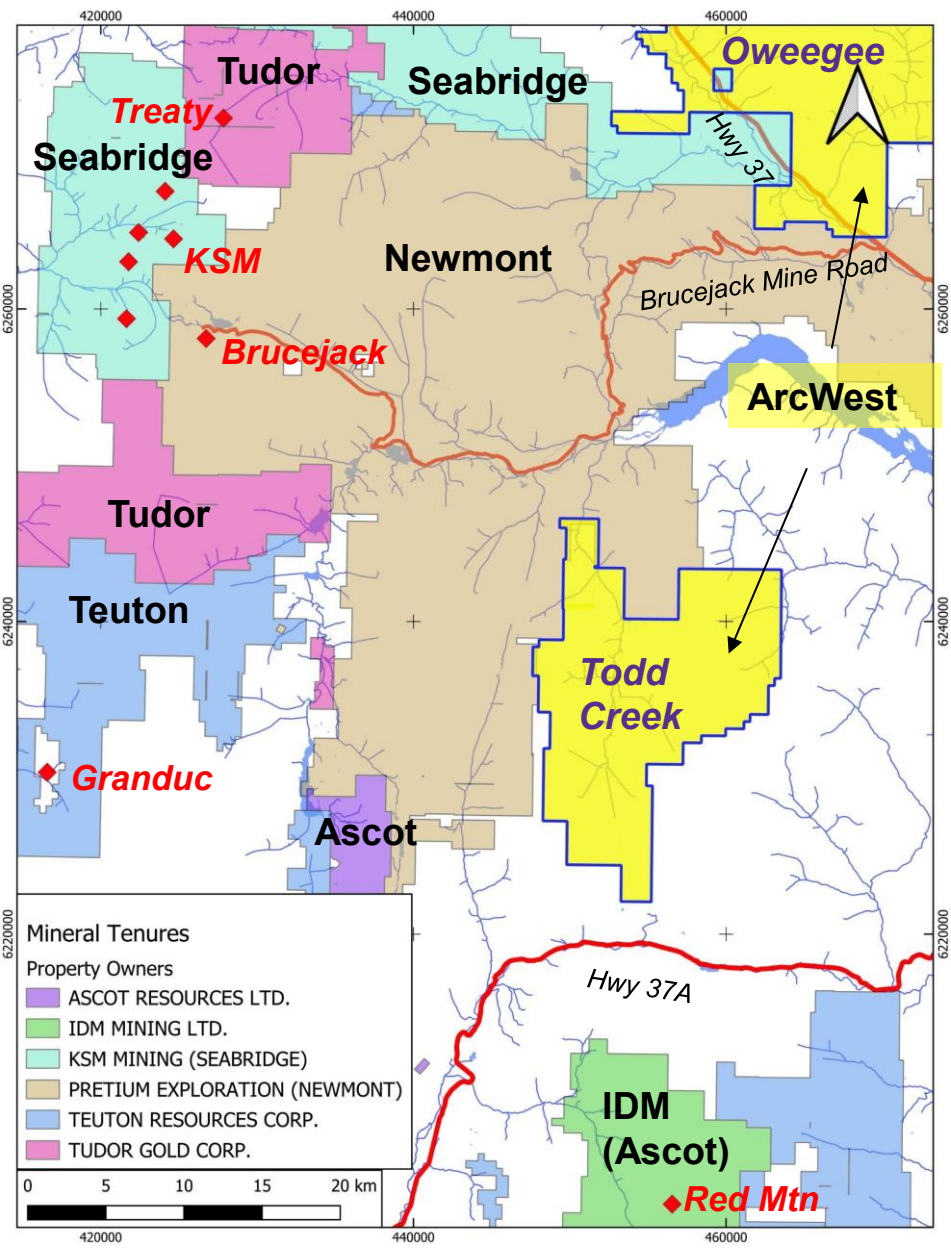 420000
440000
460000
Tudor
Oweegee
Seabridge
Treaty
Hwy 37
Seabridge
KSM
Newmont
Brucejack Mine Road
6260000
6260000
Brucejack
ArcWest
Tudor
Teuton
6240000
6240000
Todd
Creek
Granduc
Ascot
6220000
6220000
Hwy 37A
IDM
(Ascot)
Red Mtn
Mineral Tenures
Property Owners
ASCOT RESOURCES LTD.
IDM MINING LTD.
KSM MINING (SEABRIDGE)
PRETIUM EXPLORATION (NEWMONT)
TEUTON RESOURCES CORP.
TUDOR GOLD CORP.
0 5 10 15 20 km
420000
440000
460000